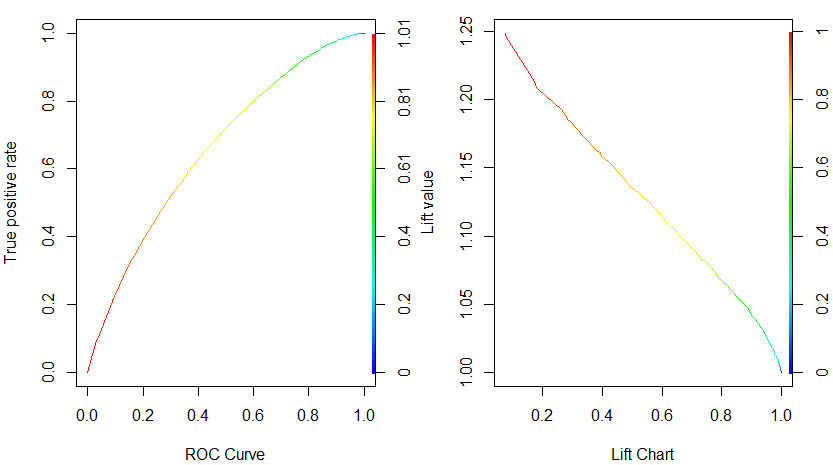 True positive rate
0.0 0.2 0.4 0.6 0.8 1.0
0.0 0.2 0.4 0.6 0.8 1.0
0 0.2 0.4 0.61 0.81 1.01
ROC Curve
Lift value
1.00 1.05 1.10 1.15 1.20 1.25
0.2 0.4 0.6 0.8 1.0
0 0.2 0.4 0.6 0.8 1
Lift Chart